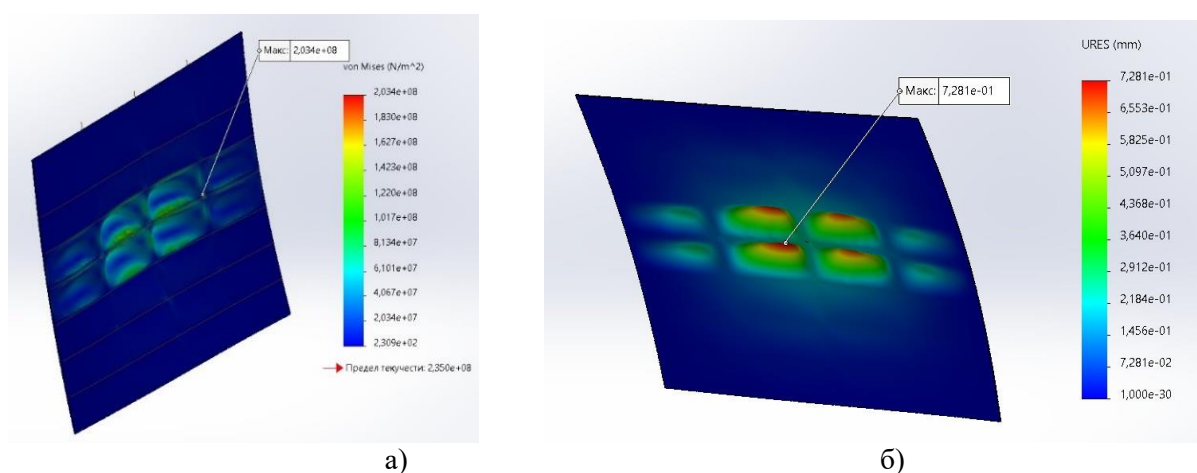 Макс: 2,034e+08
von Mises (N/m^2)
2,034e+08
1,830e+08
1,627e+08
1,423e+08
1,220e+08
1,017e+08
8,134e+07
6,101e+07
4,067e+07
2,034e+07
2,309e+02
Предел текучести: 2,350e+08
а)
URES (mm)
Макс: 7,281e-01
7,281e-01
6,553e-01
5,825e-01
5,097e-01
4,368e-01
3,640e-01
2,912e-01
2,184e-01
1,456e-01
7,281e-02
1,000e-30
б)